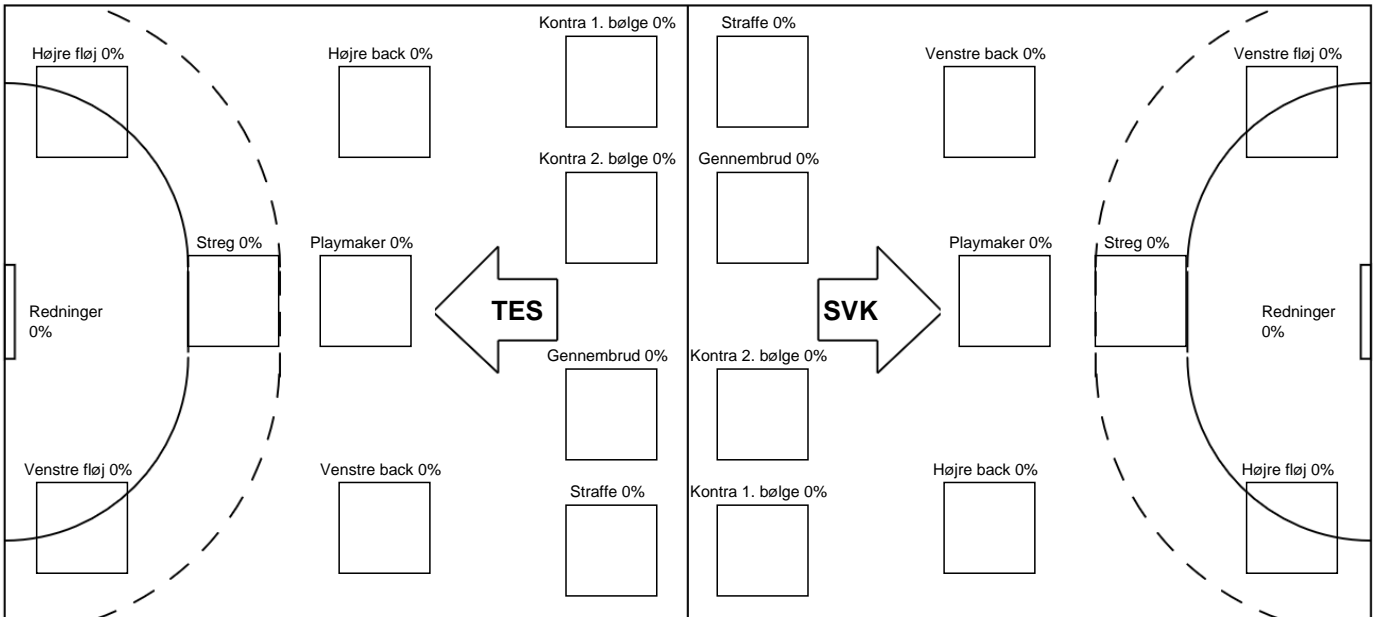 Kontra 1. bølge 0%
Straffe 0%
Højre fløj 0%
Højre back 0%
Venstre back 0%
Venstre fløj 0%
Kontra 2. bølge 0%
Gennembrud 0%
Streg 0%
Playmaker 0%
Playmaker 0%
Streg 0%
Redninger
0%
TES
SVK
Redninger
0%
Gennembrud 0%
Kontra 2. bølge 0%
Venstre fløj 0%
Venstre back 0%
Højre back 0%
Højre fløj 0%
Straffe 0%
Kontra 1. bølge 0%